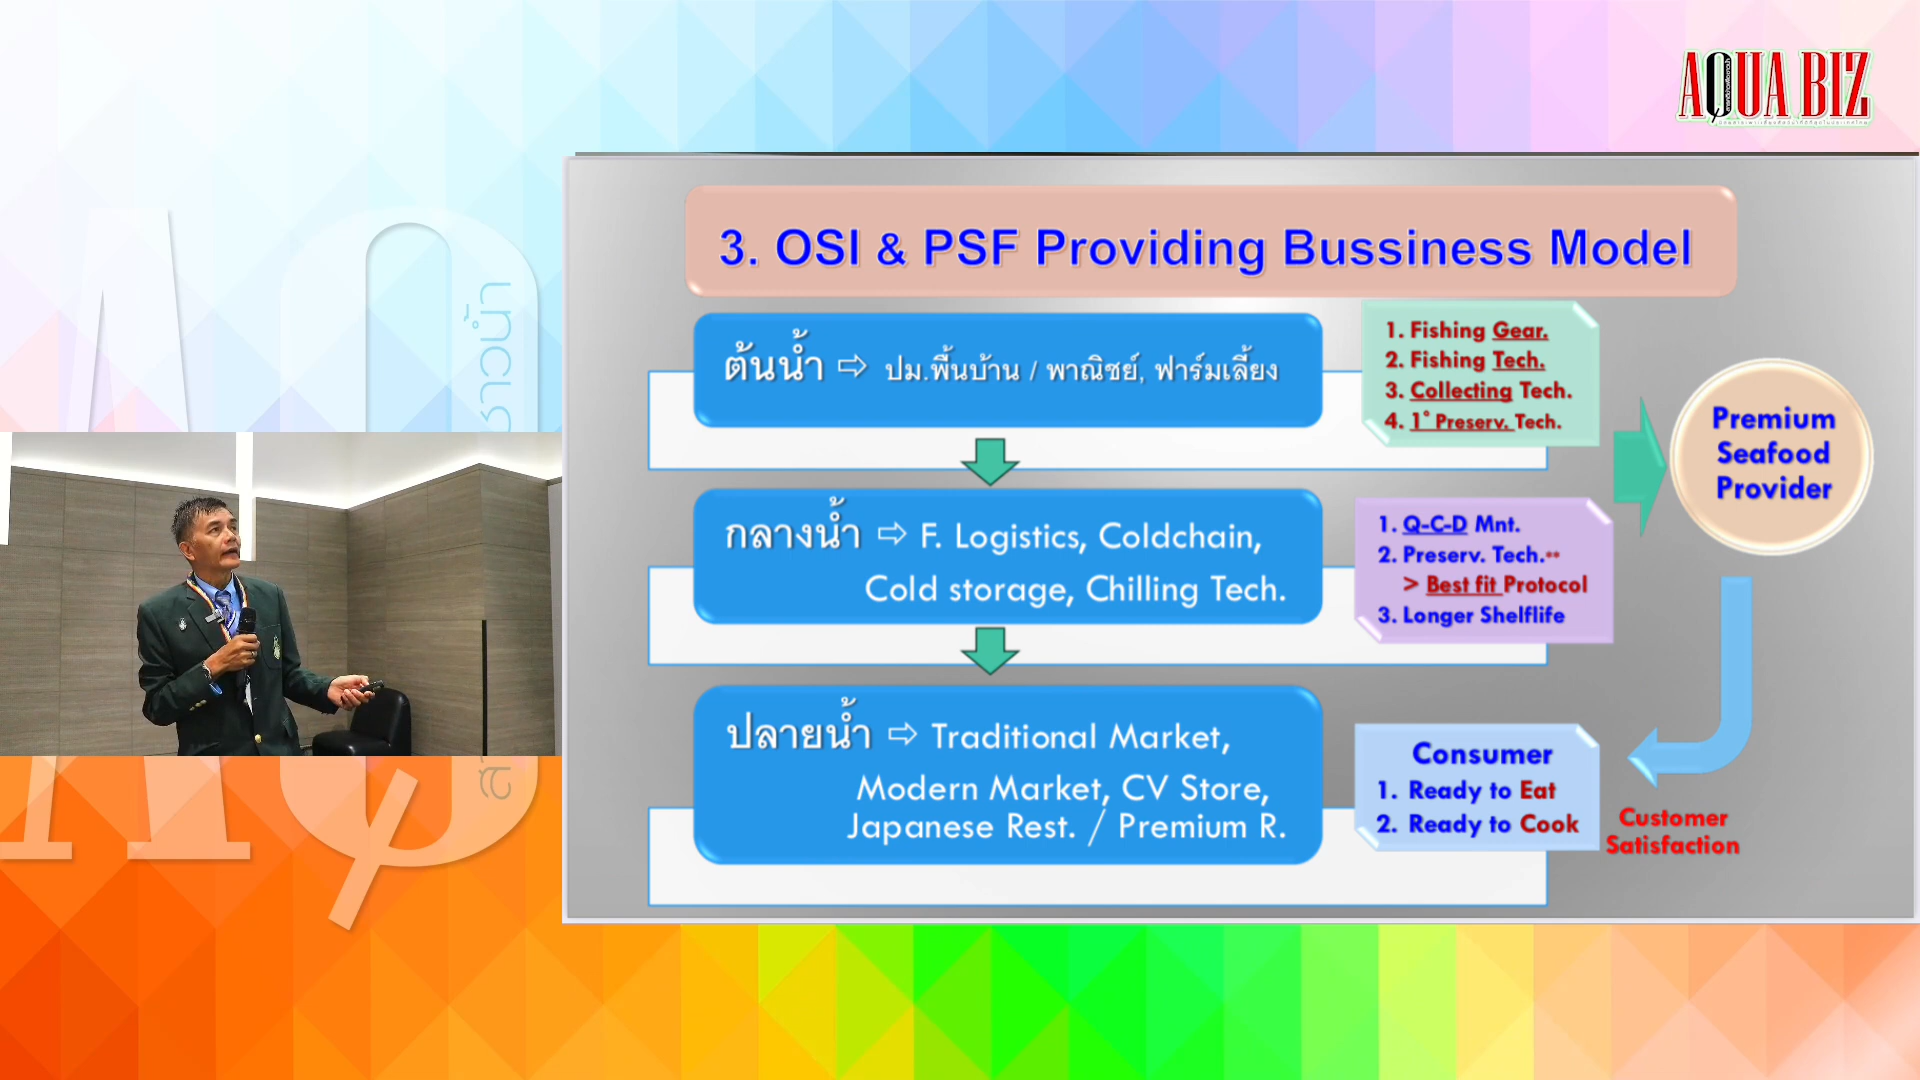 AQUA BIZ
3. OSI & PSF Providing Bussiness Model
ต้นน้ำ ⇨ ปม.พื้นบ้าน / พาณิชย์, ฟาร์มเลี้ยง
1. Fishing Gear.
2. Fishing Tech.
3. Collecting Tech.
4. 1° Preserv. Tech.
Premium
Seafood
Provider
กลางน้ำ ⇨ F. Logistics, Coldchain,
Cold storage, Chilling Tech.
1. Q-C-D Mnt.
2. Preserv. Tech.**
> Best fit Protocol
3. Longer Shelflife
ปลายน้ำ ⇨ Traditional Market,
Modern Market, CV Store,
Japanese Rest. / Premium R.
Consumer
1. Ready to Eat
2. Ready to Cook
Customer
Satisfaction
ชาวน้ำ